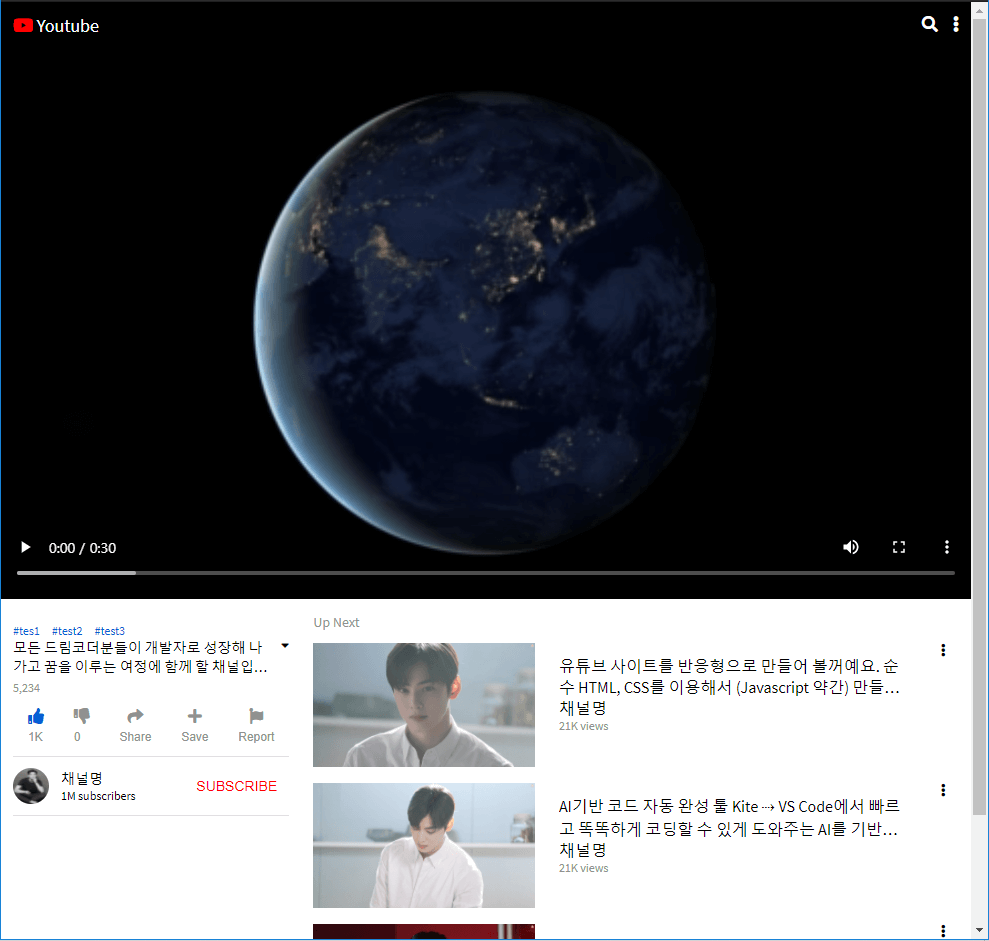 Youtube
0:00 / 0:30
#tes1 #test2 #test3
모든 드림코더분들이 개발자로 성장해 나
가고 꿈을 이루는 여정에 함께 할 채널입...
5,234
1K 0 Share Save Report
채널명
1M subscribers
SUBSCRIBE
Up Next
유튜브 사이트를 반응형으로 만들어 볼꺼예요. 순
수 HTML, CSS를 이용해서 (Javascript 약간) 만들...
채널명
21K views
AI기반 코드 자동 완성 툴 Kite ⇢ VS Code에서 빠르
고 똑똑하게 코딩할 수 있게 도와주는 AI를 기반...
채널명
21K views